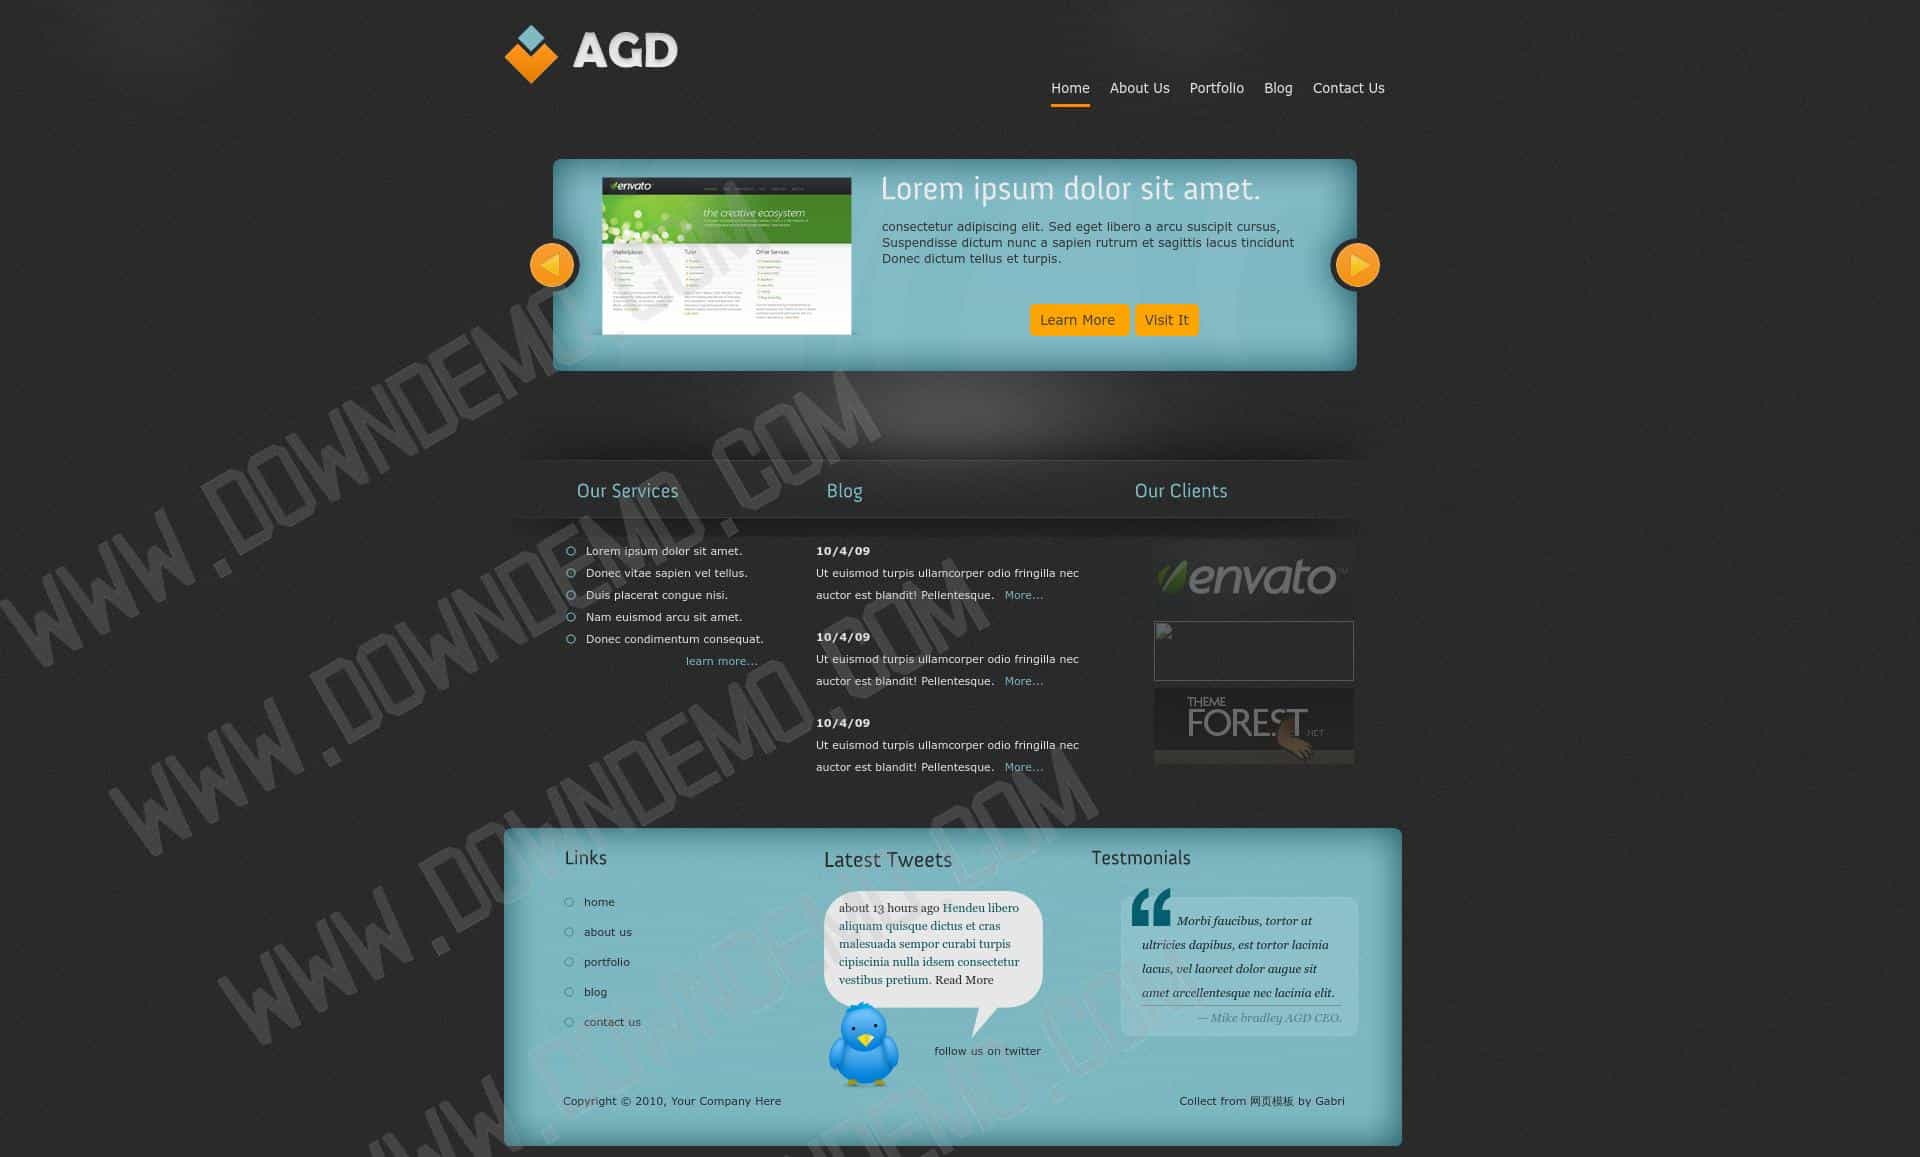 AGD
Home About Us Portfolio Blog Contact Us
envato
the creative ecosystem
Marketplaces
Tuts+
Other Services
Lorem ipsum dolor sit amet.
consectetur adipiscing elit. Sed eget libero a arcu suscipit cursus,
Suspendisse dictum nunc a sapien rutrum et sagittis lacus tincidunt
Donec dictum tellus et turpis.
Learn More Visit It
Our Services
Blog
Our Clients
Lorem ipsum dolor sit amet.
Donec vitae sapien vel tellus.
Duis placerat congue nisi.
Nam euismod arcu sit amet.
Donec condimentum consequat.
learn more...
10/4/09
Ut euismod turpis ullamcorper odio fringilla nec
auctor est blandit! Pellentesque. More...
10/4/09
Ut euismod turpis ullamcorper odio fringilla nec
auctor est blandit! Pellentesque. More...
10/4/09
Ut euismod turpis ullamcorper odio fringilla nec
auctor est blandit! Pellentesque. More...
envato TM
THEME
FOREST .NET
Links
home
about us
portfolio
blog
contact us
Latest Tweets
about 13 hours ago Hendeu libero
aliquam quisque dictus et cras
malesuada sempor curabi turpis
cipiscinia nulla idsem consectetur
vestibus pretium. Read More
follow us on twitter
Testmonials
Morbi faucibus, tortor at
ultricies dapibus, est tortor lacinia
lacus, vel laoreet dolor augue sit
amet arcellentesque nec lacinia elit.
— Mike bradley AGD CEO.
Copyright © 2010, Your Company Here
Collect from 网页模板 by Gabri
WWW.DOWNDEMO.COM
WWW.DOWNDEMO.COM
WWW.DOWNDEMO.COM
WWW.DOWNDEMO.COM